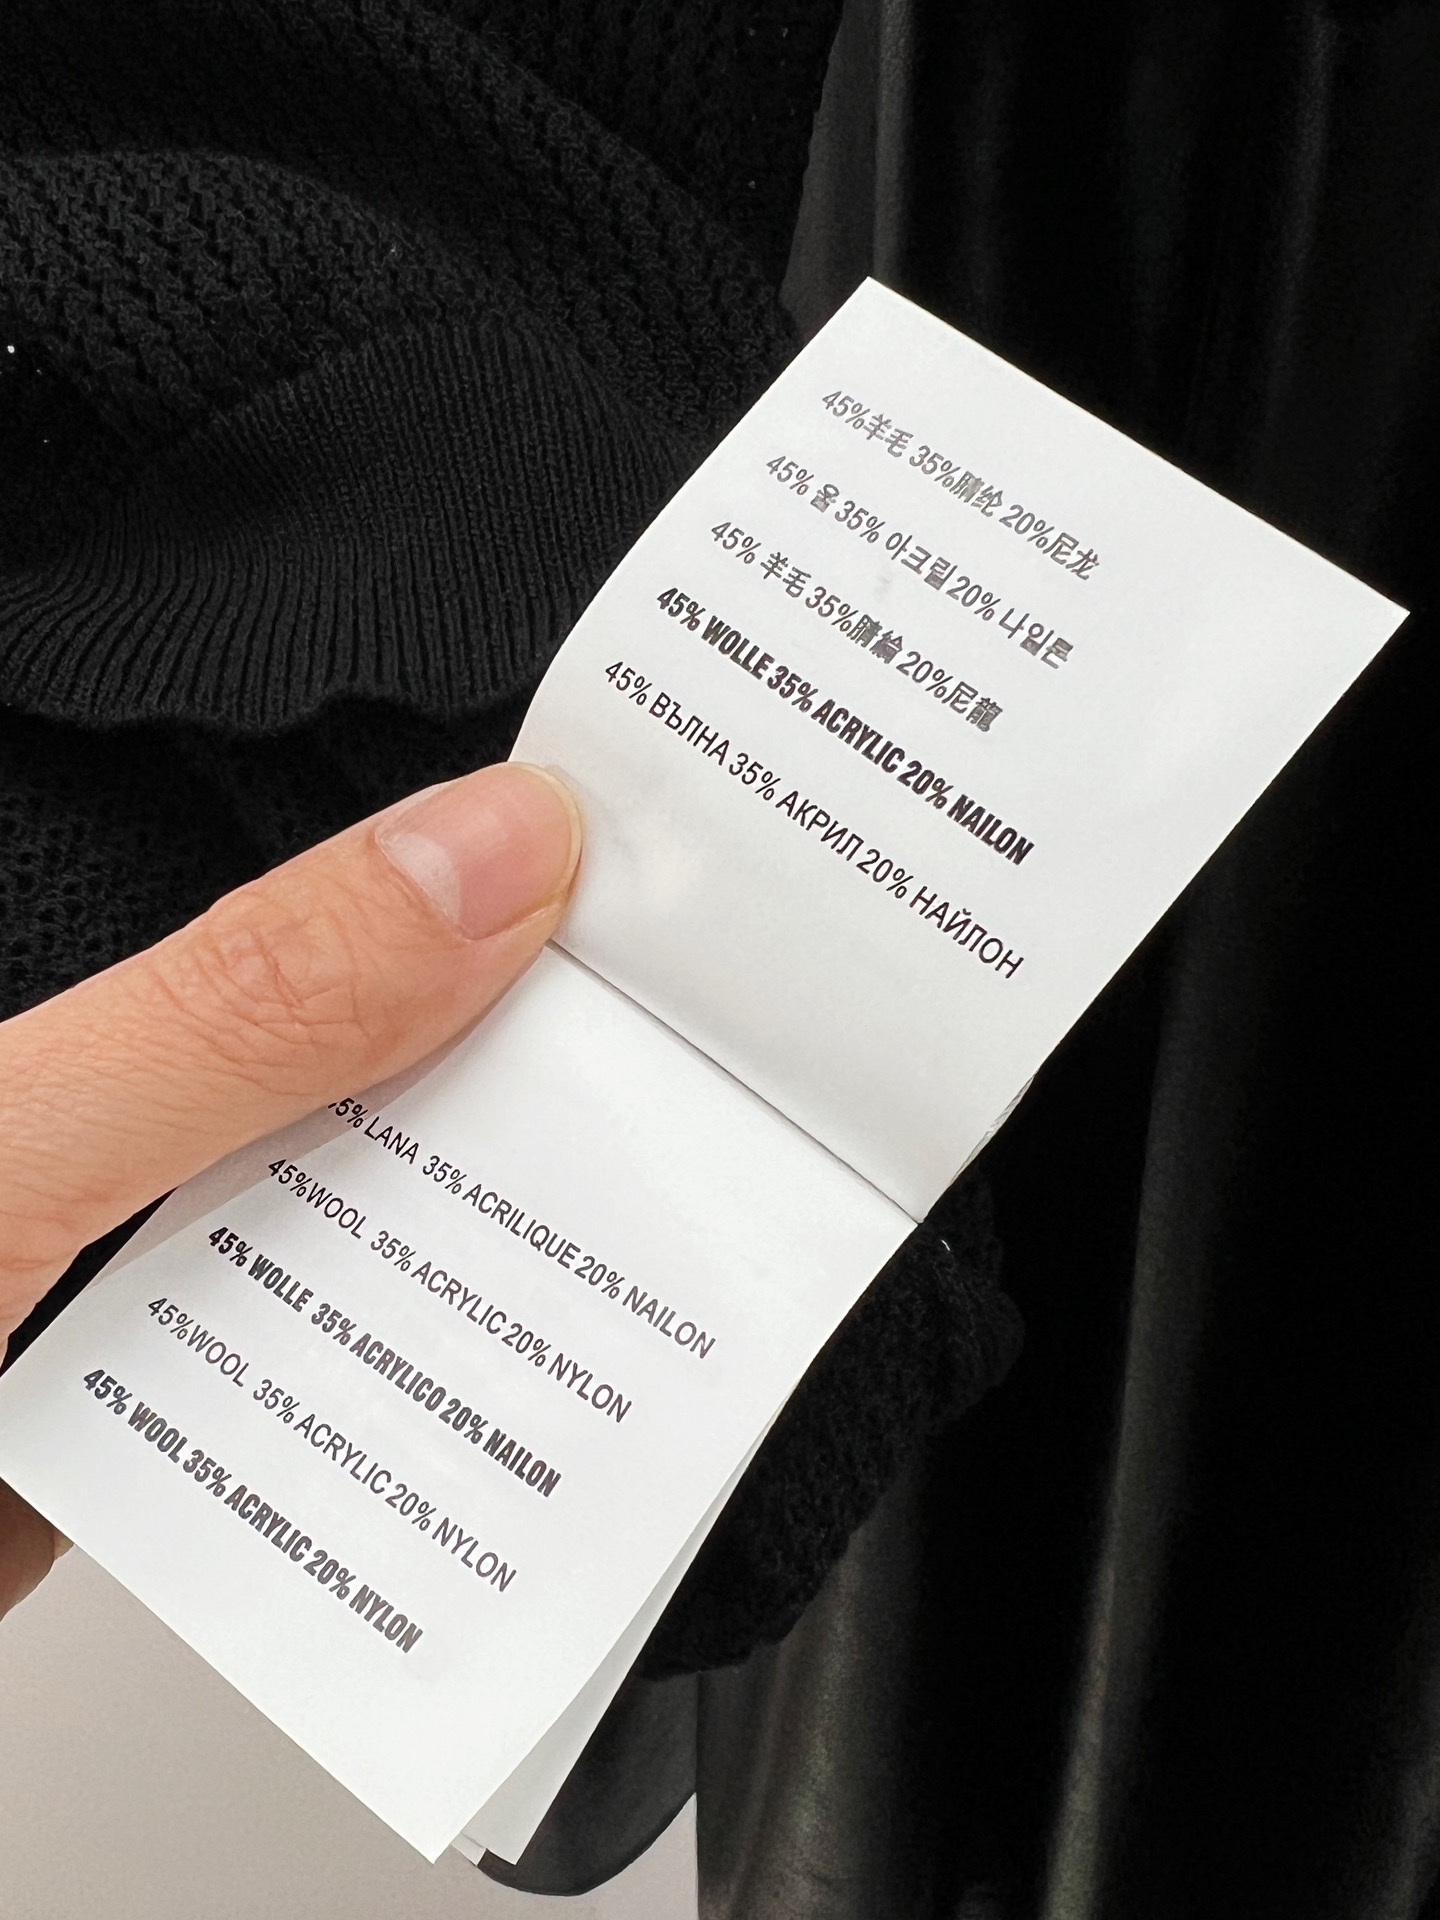 45%羊毛 35%腈纶 20%尼龙
45% 울 35% 아크릴 20% 나일론
45% 羊毛 35%腈綸 20%尼龍
45% WOLLE 35% ACRYLIC 20% NAILON
45% ВЪЛНА 35% АКРИЛ 20% НАЙЛОН
5% LANA 35% ACRILIQUE 20% NAILON
45%WOOL 35% ACRYLIC 20% NYLON
45% WOLLE 35% ACRYLICO 20% NAILON
45%WOOL 35% ACRYLIC 20% NYLON
45% WOOL 35% ACRYLIC 20% NYLON